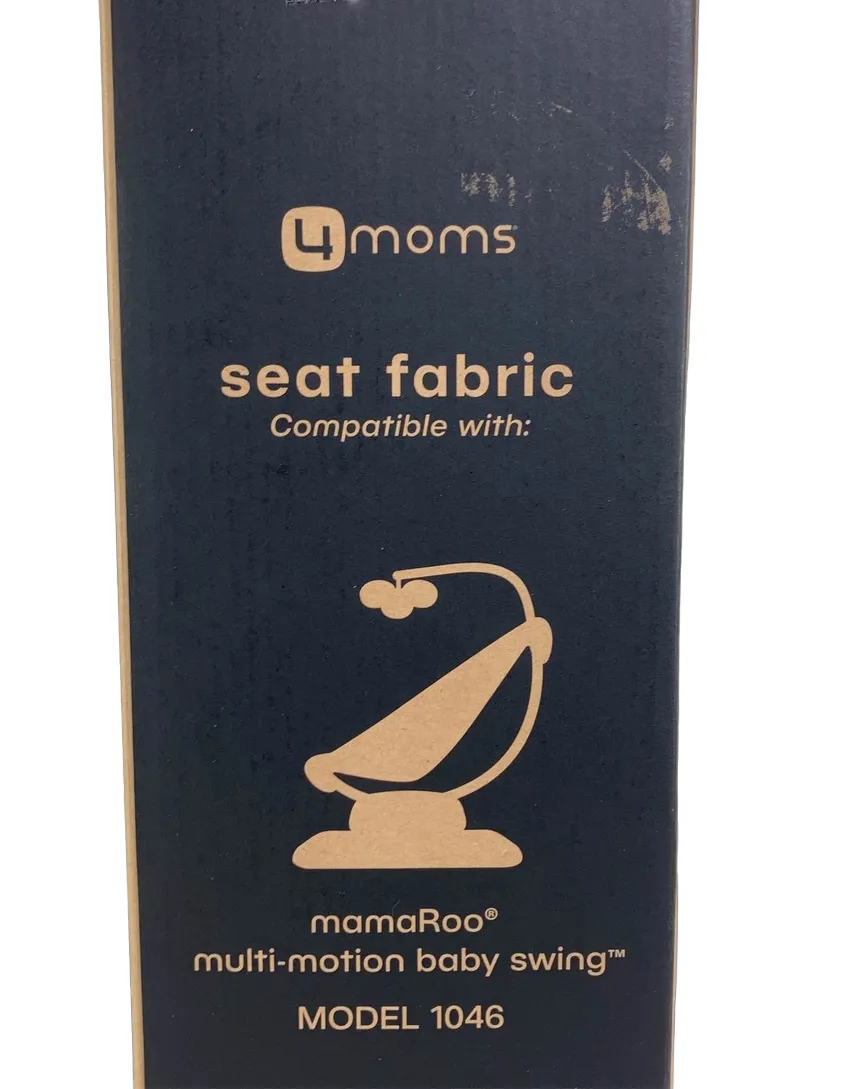 4moms
seat fabric
Compatible with:
mamaRoo®
multi-motion baby swing™
MODEL 1046